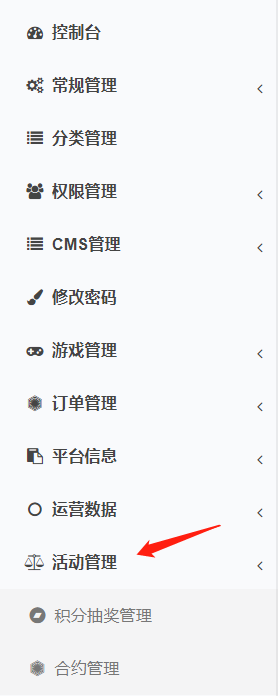 控制台
常规管理
分类管理
权限管理
CMS管理
修改密码
游戏管理
订单管理
平台信息
运营数据
活动管理
积分抽奖管理
合约管理